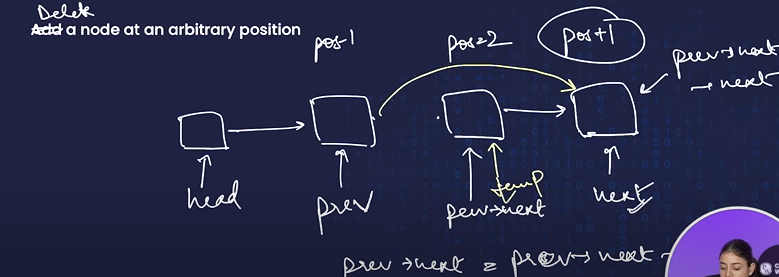 Delete
Add a node at an arbitrary position
pos-1
pos=2
pos+1
prev→next
→ next
head
prev
temp
prev→next
next
prev → next = prev → next →